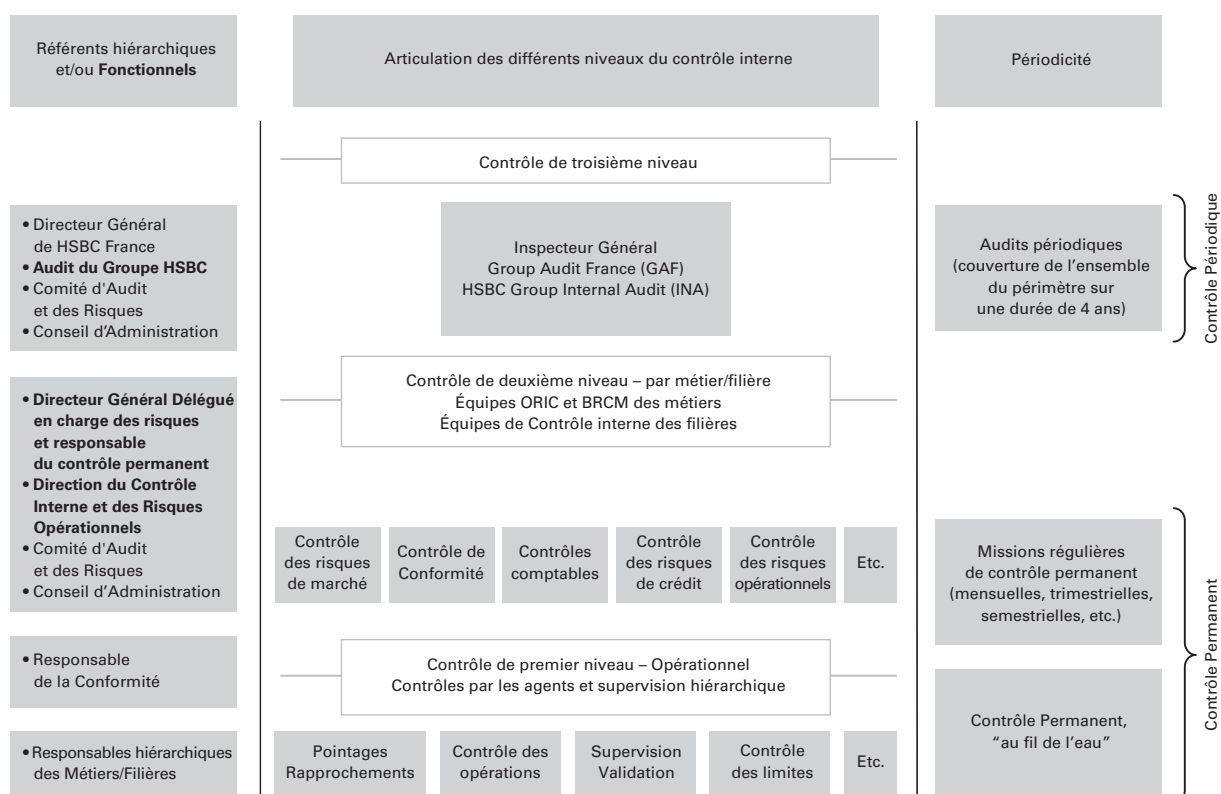 Référents hiérarchiques
et/ou Fonctionnels
Articulation des différents niveaux du contrôle interne
Périodicité
Contrôle de troisième niveau
• Directeur Général
de HSBC France
• Audit du Groupe HSBC
• Comité d'Audit
et des Risques
• Conseil d'Administration
Inspecteur Général
Group Audit France (GAF)
HSBC Group Internal Audit (INA)
Audits périodiques
(couverture de l'ensemble
du périmètre sur
une durée de 4 ans)
Contrôle Périodique
Contrôle de deuxième niveau – par métier/filière
Équipes ORIC et BRCM des métiers
Équipes de Contrôle interne des filières
• Directeur Général Délégué
en charge des risques
et responsable
du contrôle permanent
• Direction du Contrôle
Interne et des Risques
Opérationnels
• Comité d'Audit
et des Risques
• Conseil d'Administration
Contrôle
des risques
de marché
Contrôle de
Conformité
Contrôles
comptables
Contrôle
des risques
de crédit
Contrôle
des risques
opérationnels
Etc.
Missions régulières
de contrôle permanent
(mensuelles, trimestrielles,
semestrielles, etc.)
Contrôle Permanent
• Responsable
de la Conformité
Contrôle de premier niveau – Opérationnel
Contrôles par les agents et supervision hiérarchique
Contrôle Permanent,
"au fil de l'eau"
• Responsables hiérarchiques
des Métiers/Filières
Pointages
Rapprochements
Contrôle des
opérations
Supervision
Validation
Contrôle
des limites
Etc.